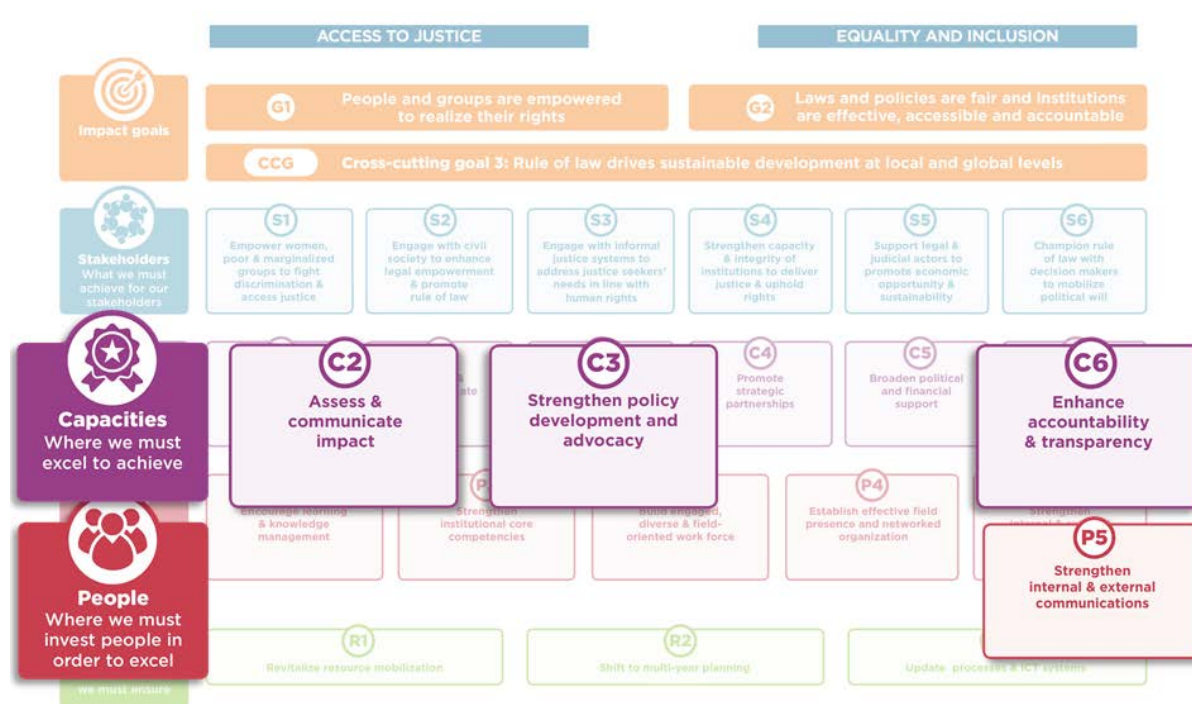 ACCESS TO JUSTICE
EQUALITY AND INCLUSION
Impact goals
G1
People and groups are empowered
to realize their rights
G2
Laws and policies are fair and Institutions
are effective, accessible and accountable
CCG
Cross-cutting goal 3: Rule of law drives sustainable development at local and global levels
Stakeholders
What we must
achieve for our
stakeholders
S1
Empower women,
poor & marginalized
groups to fight
discrimination &
access justice
S2
Engage with civil
society to enhance
legal empowerment
& promote
rule of law
S3
Engage with informal
justice systems to
address justice seekers'
needs in line with
human rights
S4
Strengthen capacity
& integrity of
institutions to deliver
justice & uphold
rights
S5
Support legal &
judicial actors to
promote economic
opportunity &
sustainability
S6
Champion rule
of law with
decision makers
to mobilize
political will
Capacities
Where we must
excel to achieve
C2
Assess &
communicate
impact
C3
Strengthen policy
development and
advocacy
C4
Promote
strategic
partnerships
C5
Broaden political
and financial
support
C6
Enhance
accountability
& transparency
People
Where we must
invest people in
order to excel
Encourage learning
& knowledge
management
Strengthen
institutional core
competencies
build engaged,
diverse & field-
oriented work force
P4
Establish effective field
presence and networked
organization
Strengthen
P5
Strengthen
internal & external
communications
we must ensure
R1
Revitalize resource mobilization
R2
Shift to multi-year planning
Update processes & ICT systems